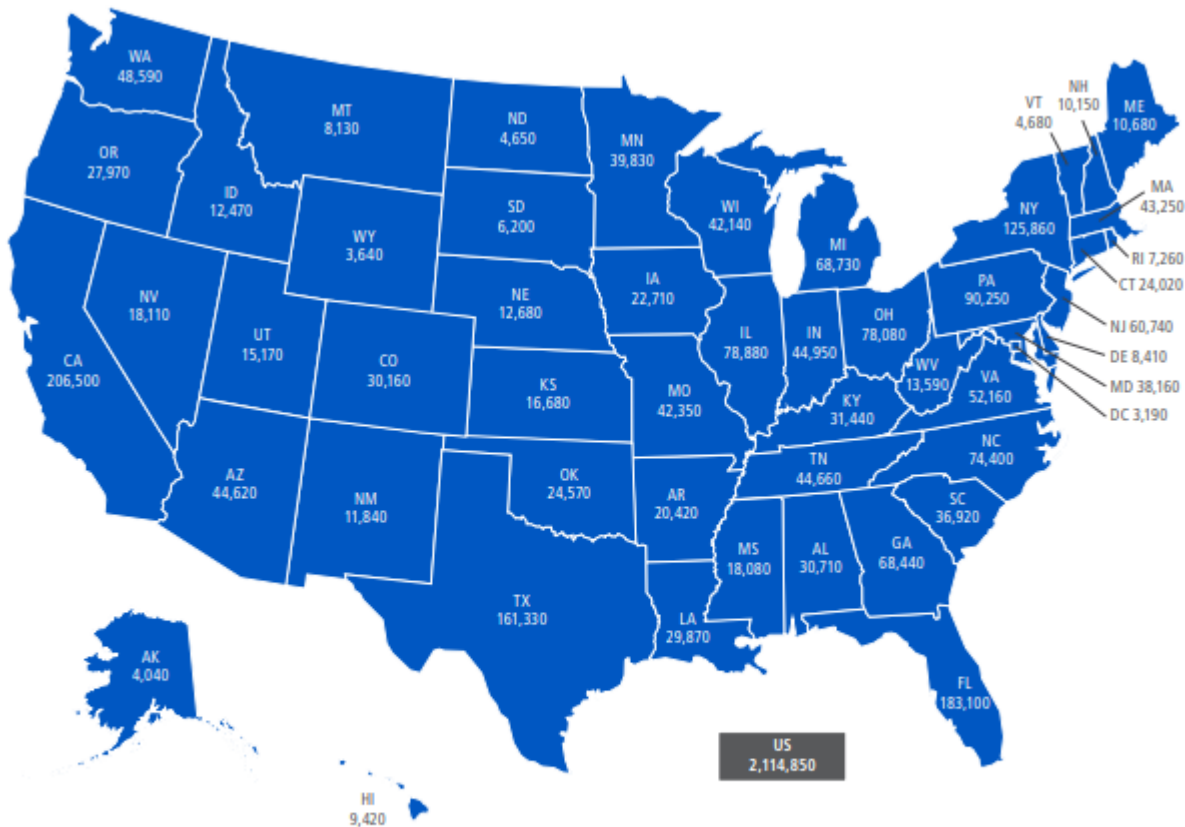 WA
48,590
MT
8,130
ND
4,650
MN
39,830
VT
4,680
NH
10,150
ME
10,680
OR
27,970
ID
12,470
SD
6,200
WI
42,140
MI
68,730
NY
125,860
MA
43,250
RI 7,260
CT 24,020
WY
3,640
IA
22,710
NE
12,680
PA
90,250
NJ 60,740
NV
18,110
UT
15,170
CO
30,160
IL
78,880
IN
44,950
OH
78,080
DE 8,410
MD 38,160
DC 3,190
CA
206,500
KS
16,680
MO
42,350
KY
31,440
WV
13,590
VA
52,160
AZ
44,620
NM
11,840
OK
24,570
AR
20,420
TN
44,660
NC
74,400
SC
36,920
MS
18,080
AL
30,710
GA
68,440
TX
161,330
LA
29,870
AK
4,040
FL
183,100
US
2,114,850
HI
9,420